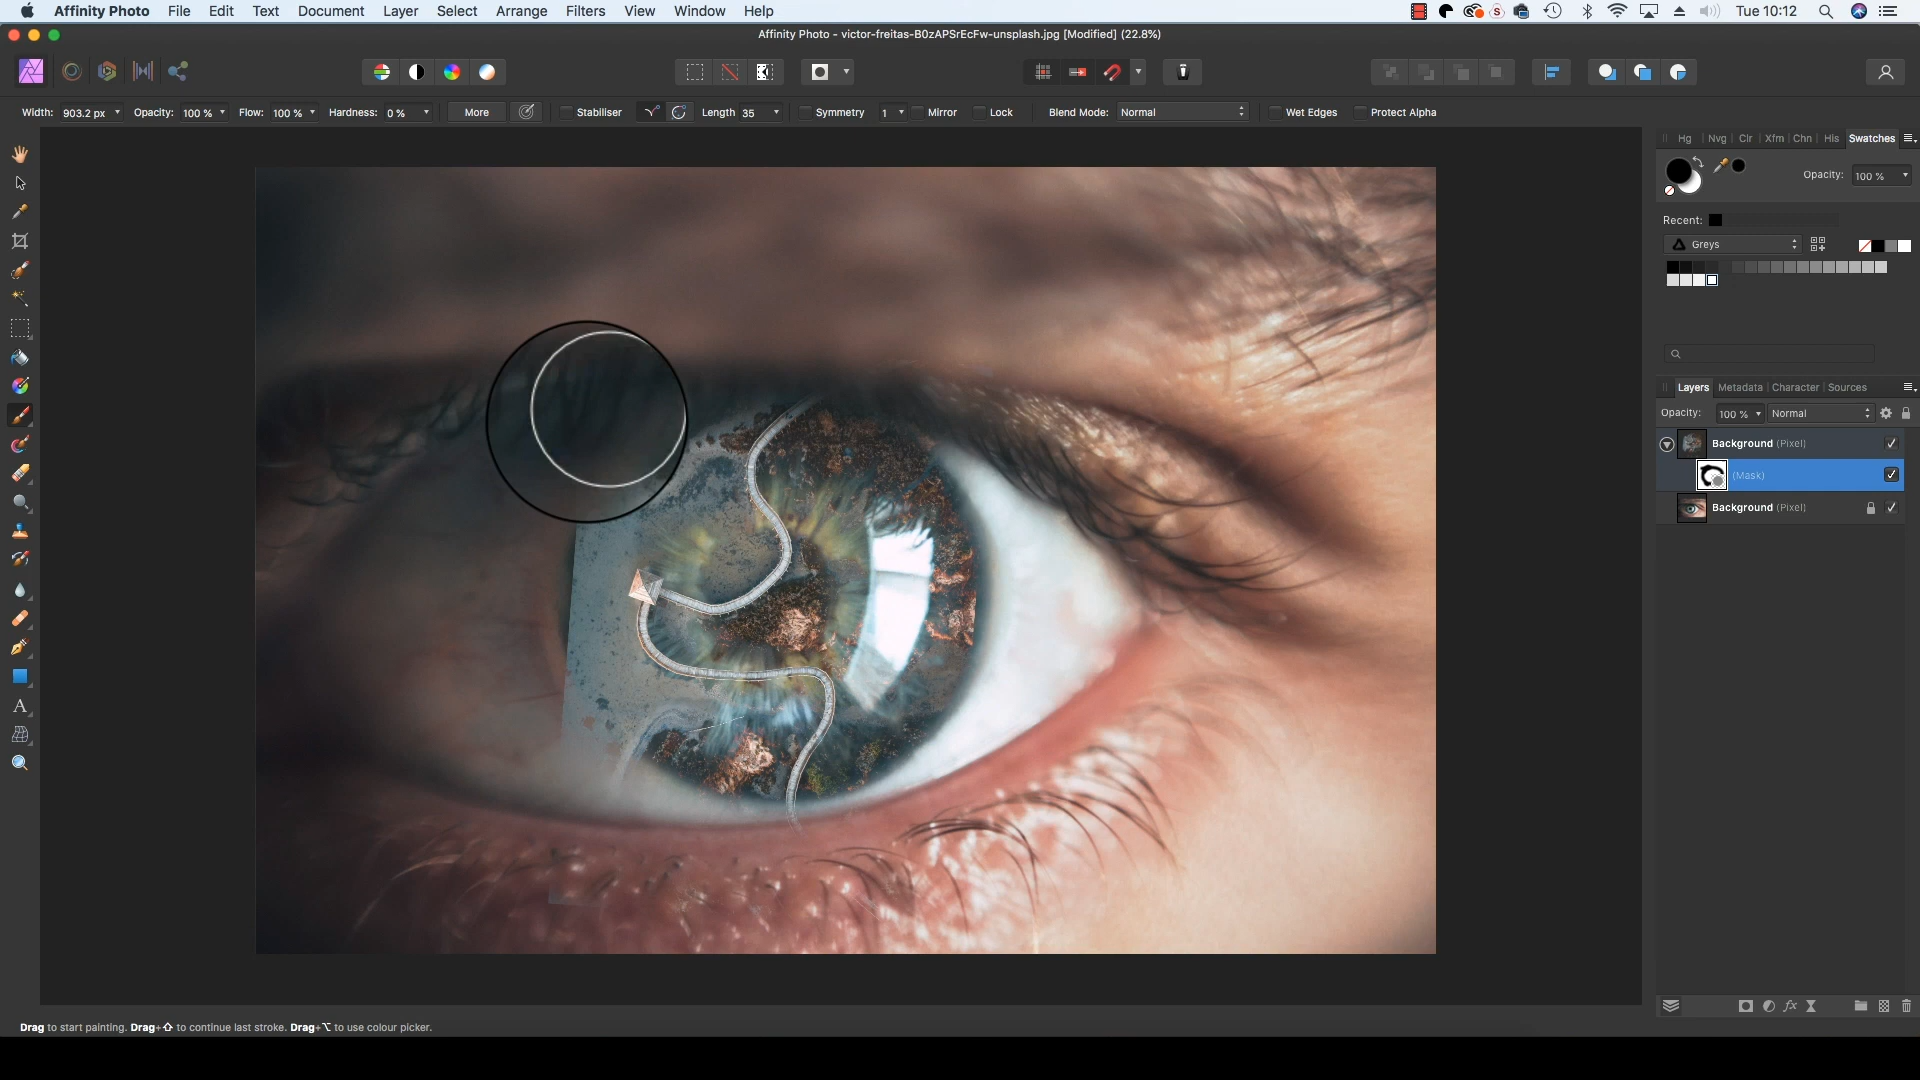 Affinity Photo File Edit Text Document Layer Select Arrange Filters View Window Help Tue 10:12
Affinity Photo - victor-freitas-B0zAPSrEcFw-unsplash.jpg [Modified] (22.8%)
Width: 903.2 px Opacity: 100 % Flow: 100 % Hardness: 0 % More Stabiliser Length 35 Symmetry 1 Mirror Lock Blend Mode: Normal Wet Edges Protect Alpha
Hg Nvg Clr Xfm Chn His Swatches
Opacity: 100 %
Recent:
Greys
Layers Metadata Character Sources
Opacity: 100 % Normal
Background (Pixel)
(Mask)
Background (Pixel)
fx
Drag to start painting. Drag+⇧ to continue last stroke. Drag+⌥ to use colour picker.